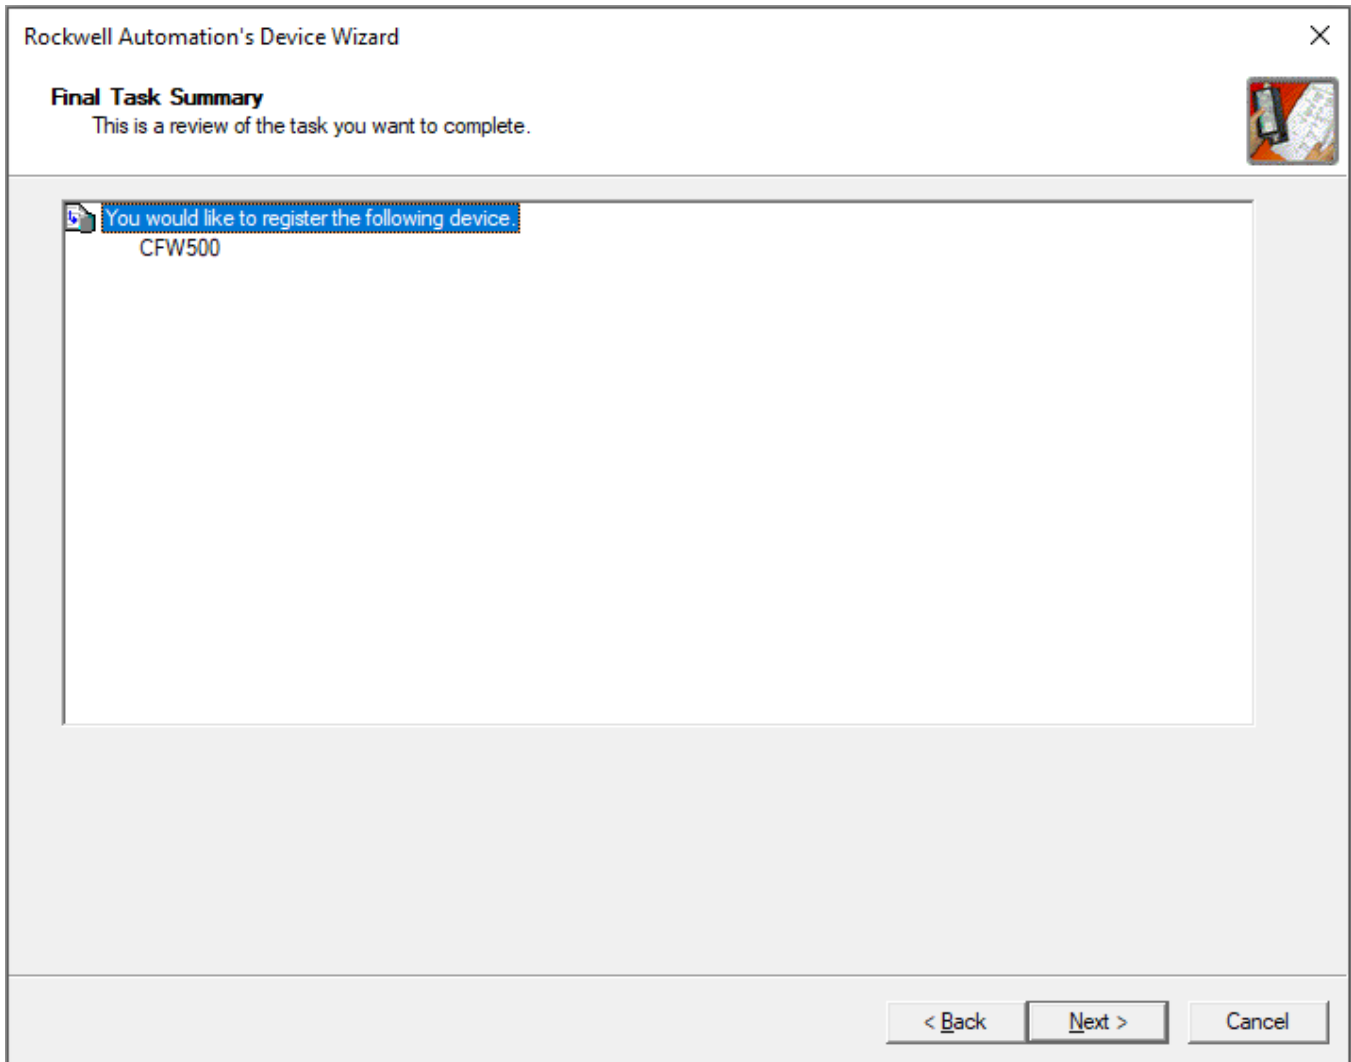 Rockwell Automation's Device Wizard
Final Task Summary
This is a review of the task you want to complete.
You would like to register the following device.
CFW500
< Back
Next >
Cancel